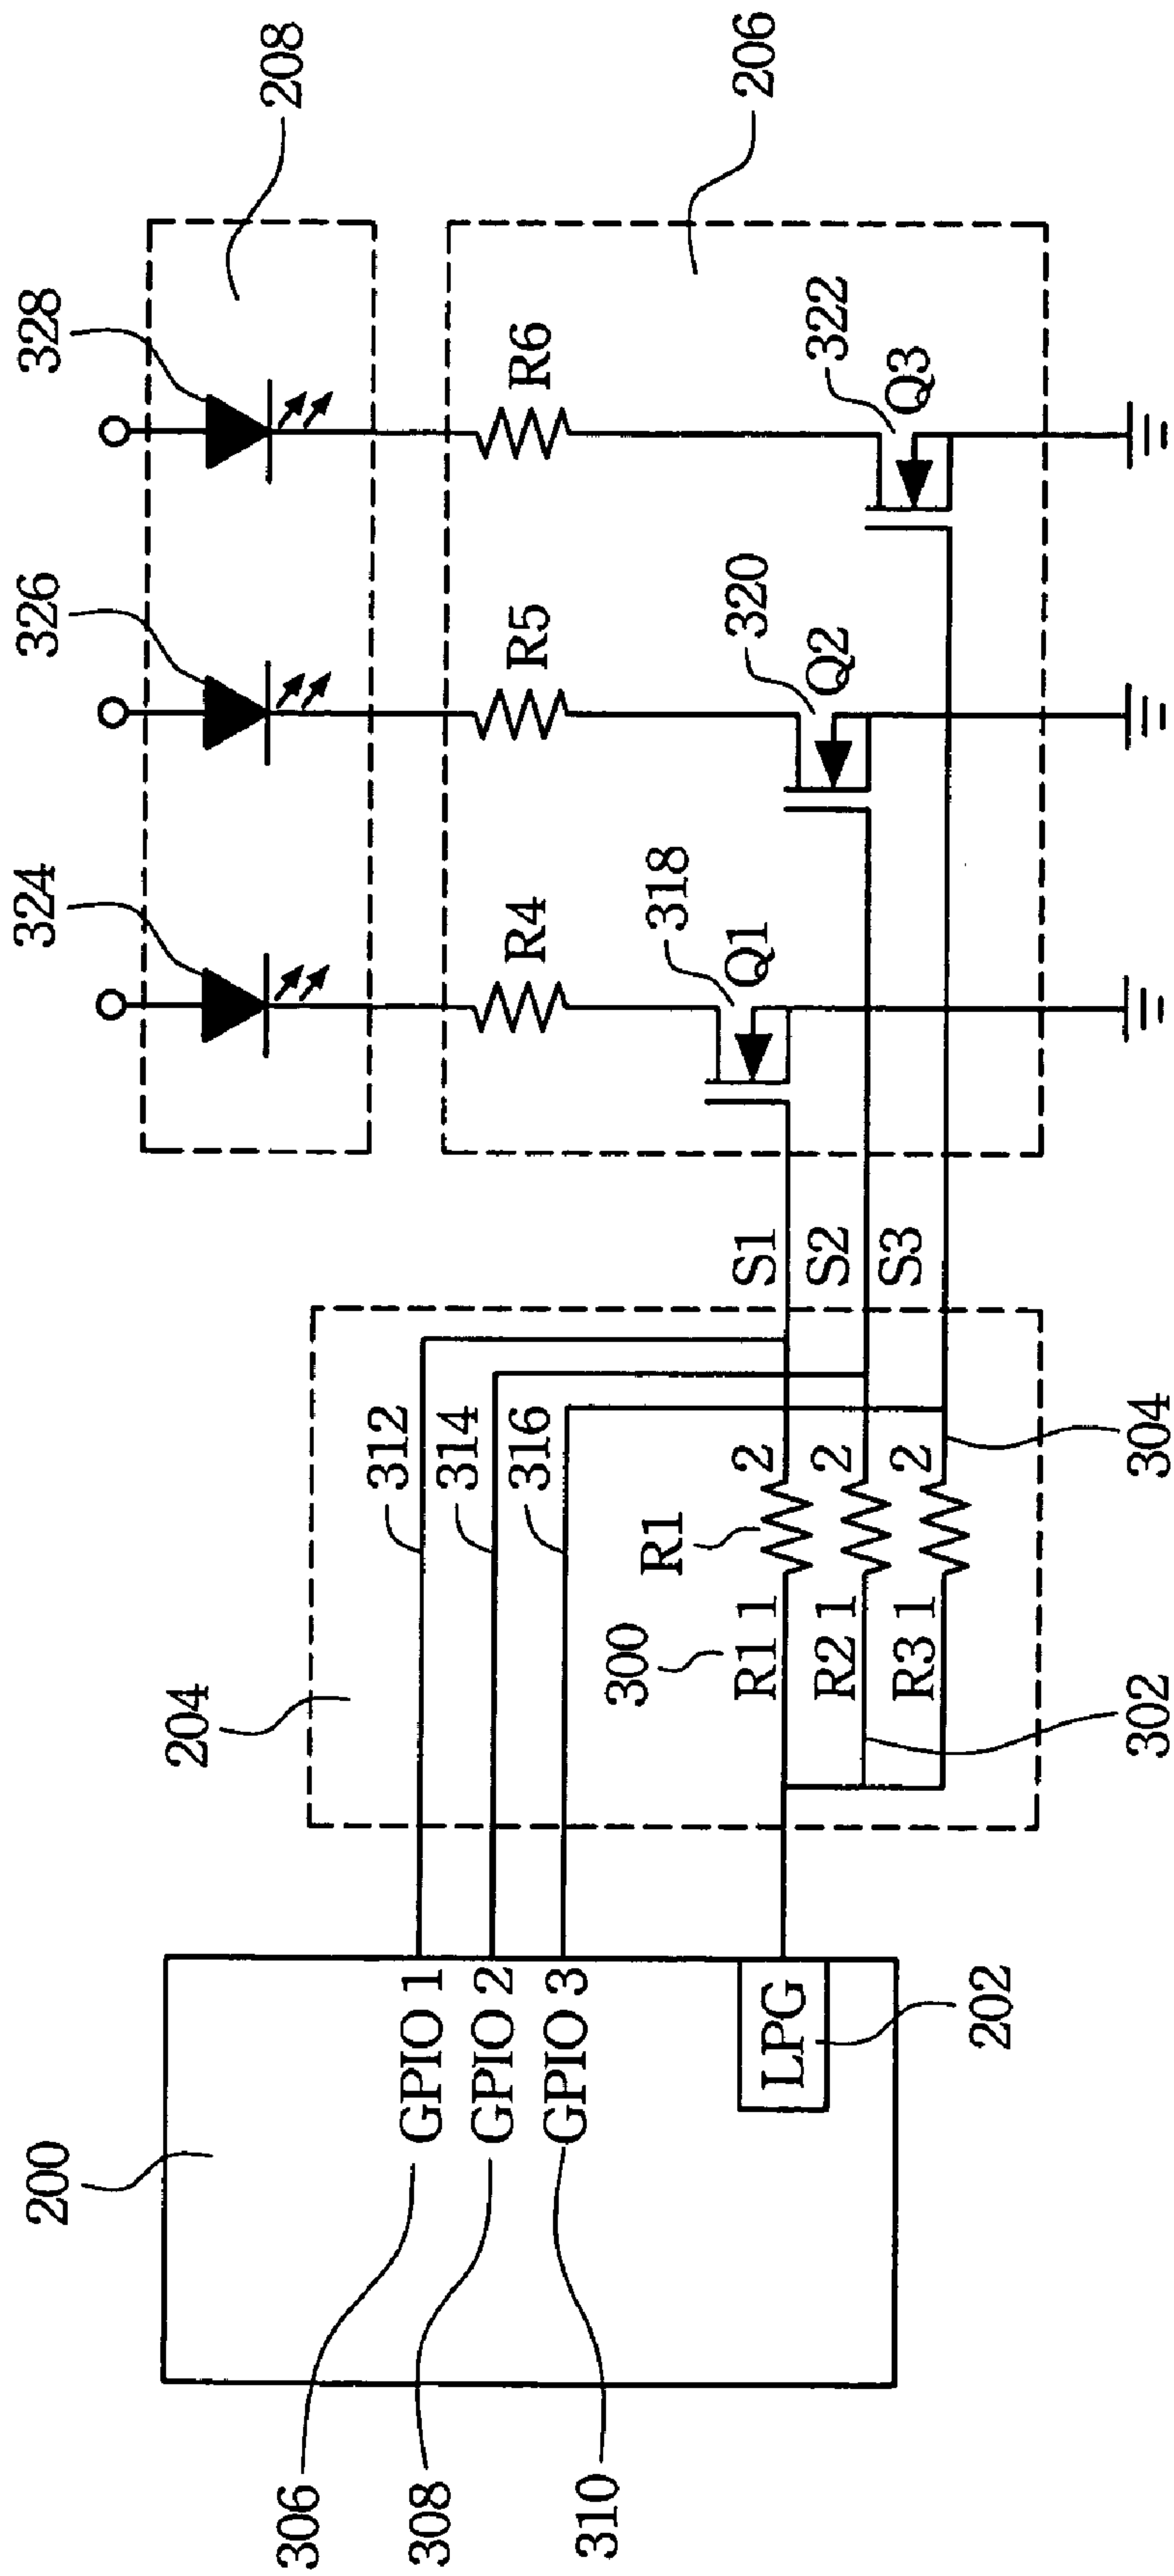 324
326
328
208
R4
R5
R6
318
Q1
320
Q2
322
Q3
206
200
306
308
310
GPIO 1
GPIO 2
GPIO 3
LPG
202
204
312
314
316
300
R1
R1 1
2
R2 1
2
R3 1
2
302
304
S1
S2
S3